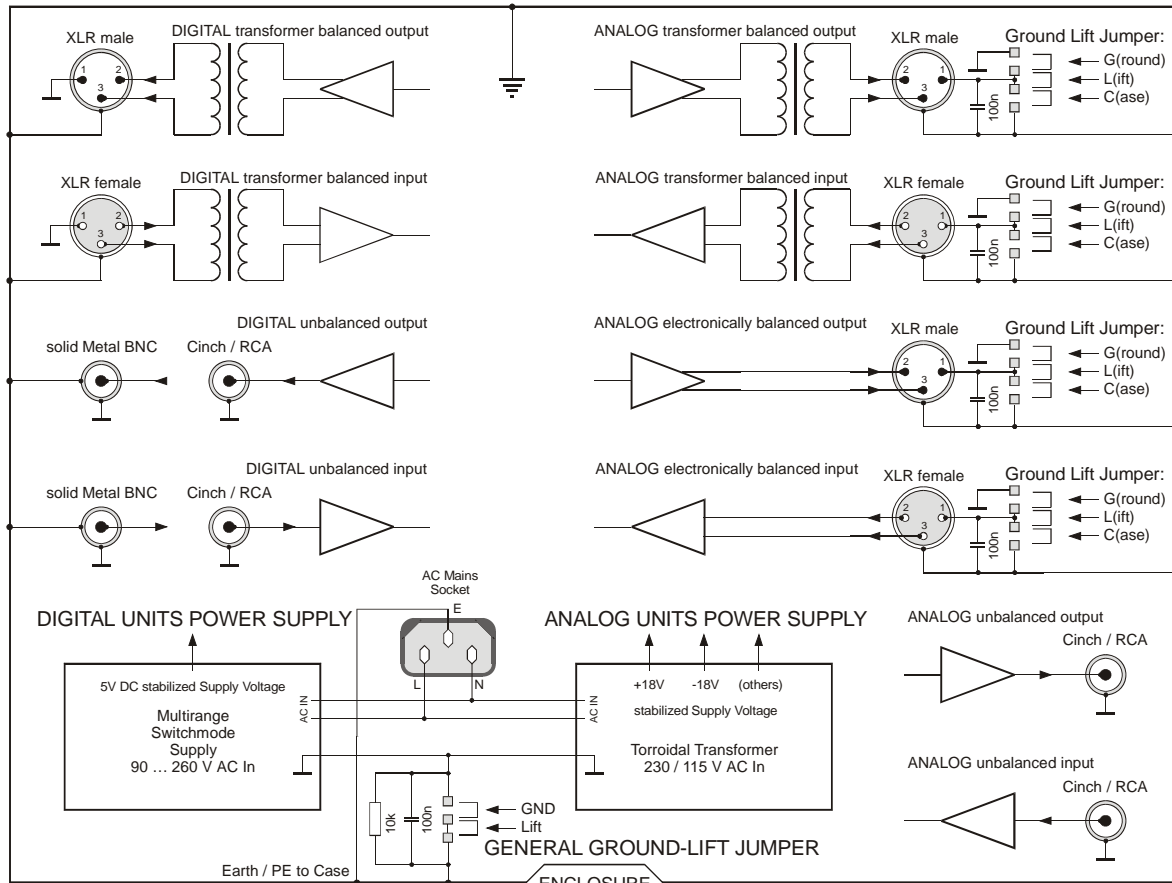 DIGITAL transformer balanced output
XLR male
1
2
3
ANALOG transformer balanced output
XLR male
2
1
3
100n
Ground Lift Jumper:
G(round)
L(ift)
C(ase)
DIGITAL transformer balanced input
XLR female
1
2
3
ANALOG transformer balanced input
XLR female
2
1
3
100n
Ground Lift Jumper:
G(round)
L(ift)
C(ase)
DIGITAL unbalanced output
solid Metal BNC
Cinch / RCA
ANALOG electronically balanced output
XLR male
2
1
3
100n
Ground Lift Jumper:
G(round)
L(ift)
C(ase)
DIGITAL unbalanced input
solid Metal BNC
Cinch / RCA
ANALOG electronically balanced input
XLR female
2
1
3
100n
Ground Lift Jumper:
G(round)
L(ift)
C(ase)
AC Mains
Socket
E
L
N
DIGITAL UNITS POWER SUPPLY
5V DC stabilized Supply Voltage
AC IN
Multirange
Switchmode
Supply
90 ... 260 V AC In
ANALOG UNITS POWER SUPPLY
+18V
-18V
(others)
AC IN
stabilized Supply Voltage
Torroidal Transformer
230 / 115 V AC In
ANALOG unbalanced output
Cinch / RCA
ANALOG unbalanced input
Cinch / RCA
10k
100n
GND
Lift
GENERAL GROUND-LIFT JUMPER
Earth / PE to Case
ENCLOSURE